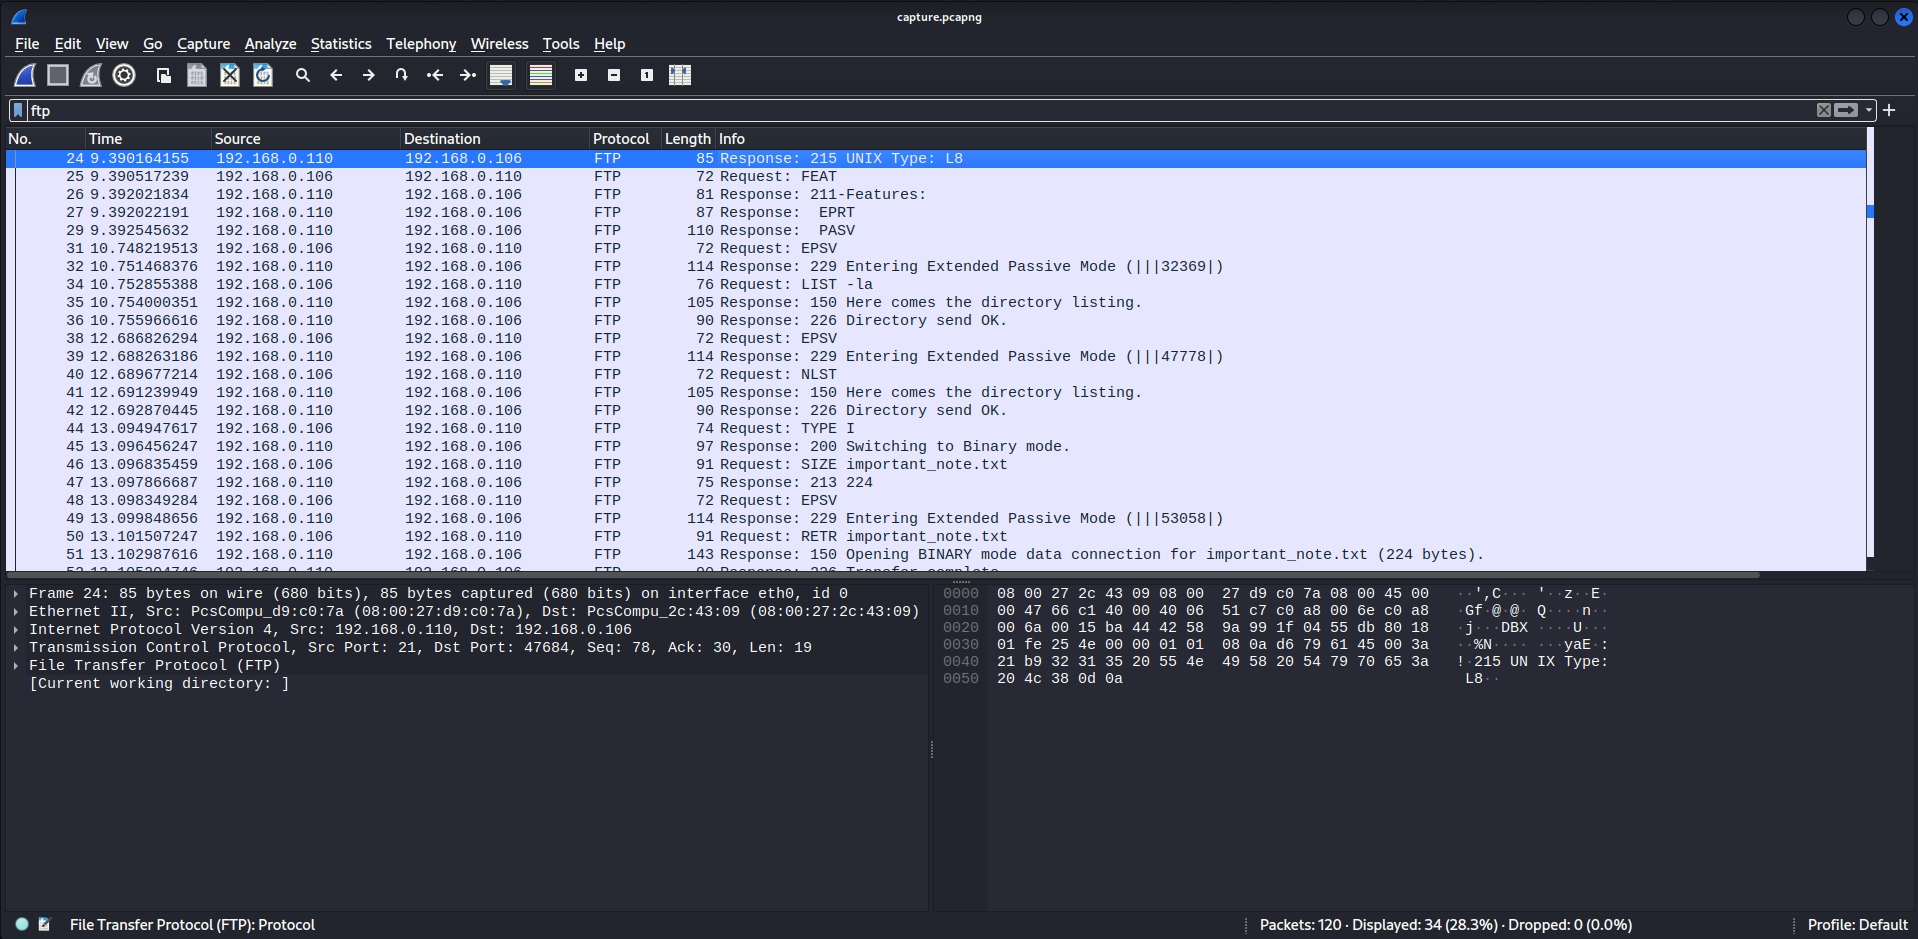 capture.pcapng
File Edit View Go Capture Analyze Statistics Telephony Wireless Tools Help
ftp
No. Time Source Destination Protocol Length Info
24 9.390164155 192.168.0.110 192.168.0.106 FTP 85 Response: 215 UNIX Type: L8
25 9.390517239 192.168.0.106 192.168.0.110 FTP 72 Request: FEAT
26 9.392021834 192.168.0.110 192.168.0.106 FTP 81 Response: 211-Features:
27 9.392022191 192.168.0.110 192.168.0.106 FTP 87 Response:  EPRT
29 9.392545632 192.168.0.110 192.168.0.106 FTP 110 Response:  PASV
31 10.748219513 192.168.0.106 192.168.0.110 FTP 72 Request: EPSV
32 10.751468376 192.168.0.110 192.168.0.106 FTP 114 Response: 229 Entering Extended Passive Mode (|||32369|)
34 10.752855388 192.168.0.106 192.168.0.110 FTP 76 Request: LIST -la
35 10.754000351 192.168.0.110 192.168.0.106 FTP 105 Response: 150 Here comes the directory listing.
36 10.755966616 192.168.0.110 192.168.0.106 FTP 90 Response: 226 Directory send OK.
38 12.686826294 192.168.0.106 192.168.0.110 FTP 72 Request: EPSV
39 12.688263186 192.168.0.110 192.168.0.106 FTP 114 Response: 229 Entering Extended Passive Mode (|||47778|)
40 12.689677214 192.168.0.106 192.168.0.110 FTP 72 Request: NLST
41 12.691239949 192.168.0.110 192.168.0.106 FTP 105 Response: 150 Here comes the directory listing.
42 12.692870445 192.168.0.110 192.168.0.106 FTP 90 Response: 226 Directory send OK.
44 13.094947617 192.168.0.106 192.168.0.110 FTP 74 Request: TYPE I
45 13.096456247 192.168.0.110 192.168.0.106 FTP 97 Response: 200 Switching to Binary mode.
46 13.096835459 192.168.0.106 192.168.0.110 FTP 91 Request: SIZE important_note.txt
47 13.097866687 192.168.0.110 192.168.0.106 FTP 75 Response: 213 224
48 13.098349284 192.168.0.106 192.168.0.110 FTP 72 Request: EPSV
49 13.099848656 192.168.0.110 192.168.0.106 FTP 114 Response: 229 Entering Extended Passive Mode (|||53058|)
50 13.101507247 192.168.0.106 192.168.0.110 FTP 91 Request: RETR important_note.txt
51 13.102987616 192.168.0.110 192.168.0.106 FTP 143 Response: 150 Opening BINARY mode data connection for important_note.txt (224 bytes).
Frame 24: 85 bytes on wire (680 bits), 85 bytes captured (680 bits) on interface eth0, id 0
Ethernet II, Src: PcsCompu_d9:c0:7a (08:00:27:d9:c0:7a), Dst: PcsCompu_2c:43:09 (08:00:27:2c:43:09)
Internet Protocol Version 4, Src: 192.168.0.110, Dst: 192.168.0.106
Transmission Control Protocol, Src Port: 21, Dst Port: 47684, Seq: 78, Ack: 30, Len: 19
File Transfer Protocol (FTP)
[Current working directory: ]
0000 08 00 27 2c 43 09 08 00 27 d9 c0 7a 08 00 45 00 ··',C··· '··z··E·
0010 00 47 66 c1 40 00 40 06 51 c7 c0 a8 00 6e c0 a8 ·Gf·@·@· Q····n··
0020 00 6a 00 15 ba 44 42 58 9a 99 1f 04 55 db 80 18 ·j···DBX ····U···
0030 01 fe 25 4e 00 00 01 01 08 0a d6 79 61 45 00 3a ··%N···· ···yaE·:
0040 21 b9 32 31 35 20 55 4e 49 58 20 54 79 70 65 3a !·215 UN IX Type:
0050 20 4c 38 0d 0a L8··
File Transfer Protocol (FTP): Protocol
Packets: 120 · Displayed: 34 (28.3%) · Dropped: 0 (0.0%)
Profile: Default